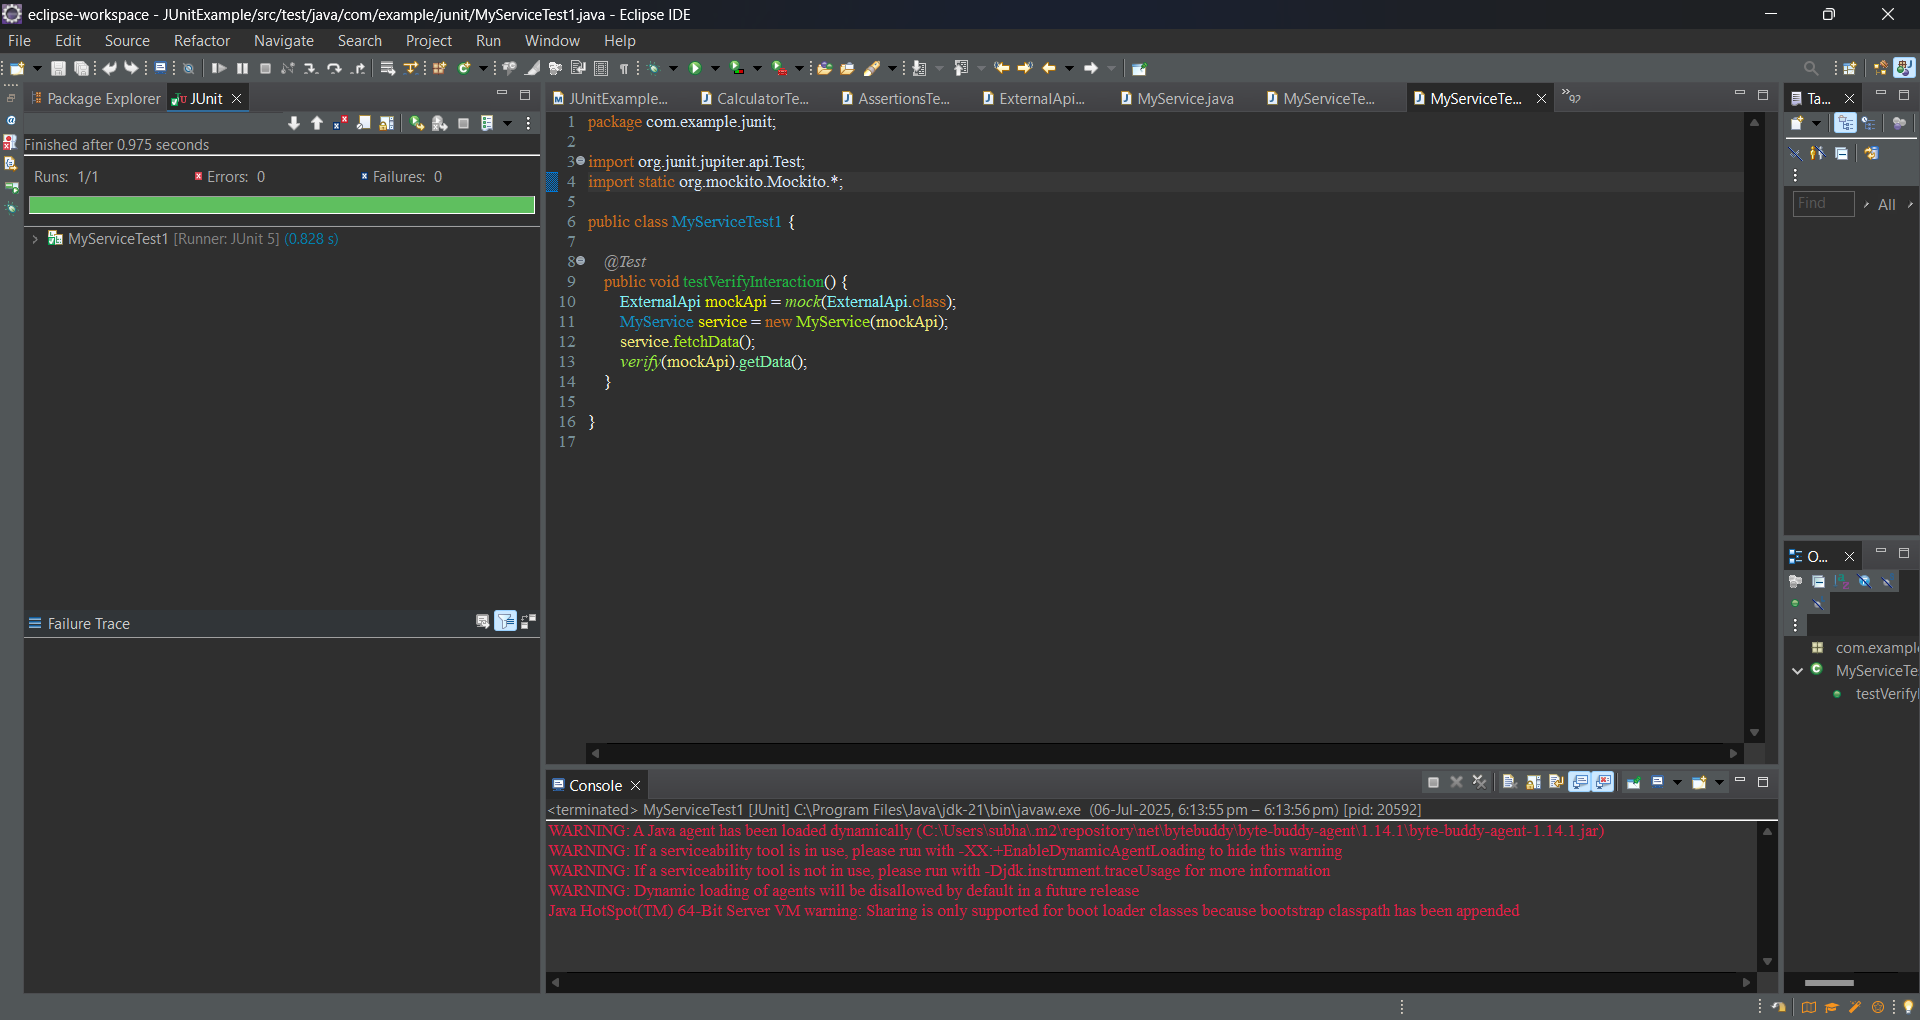 eclipse-workspace - JUnitExample/src/test/java/com/example/junit/MyServiceTest1.java - Eclipse IDE
File Edit Source Refactor Navigate Search Project Run Window Help
Package Explorer JUnit
Finished after 0.975 seconds
Runs: 1/1 Errors: 0 Failures: 0
MyServiceTest1 [Runner: JUnit 5] (0.828 s)
Failure Trace
JUnitExample... CalculatorTe... AssertionsTe... ExternalApi... MyService.java MyServiceTe... MyServiceTe... »97
1 package com.example.junit;
2
3 import org.junit.jupiter.api.Test;
4 import static org.mockito.Mockito.*;
5
6 public class MyServiceTest1 {
7
8 @Test
9 public void testVerifyInteraction() {
10 ExternalApi mockApi = mock(ExternalApi.class);
11 MyService service = new MyService(mockApi);
12 service.fetchData();
13 verify(mockApi).getData();
14 }
15
16 }
17
Console
<terminated> MyServiceTest1 [JUnit] C:\Program Files\Java\jdk-21\bin\javaw.exe (06-Jul-2025, 6:13:55 pm – 6:13:56 pm) [pid: 20592]
WARNING: A Java agent has been loaded dynamically (C:\Users\subha\.m2\repository\net\bytebuddy\byte-buddy-agent\1.14.1\byte-buddy-agent-1.14.1.jar)
WARNING: If a serviceability tool is in use, please run with -XX:+EnableDynamicAgentLoading to hide this warning
WARNING: If a serviceability tool is not in use, please run with -Djdk.instrument.traceUsage for more information
WARNING: Dynamic loading of agents will be disallowed by default in a future release
Java HotSpot(TM) 64-Bit Server VM warning: Sharing is only supported for boot loader classes because bootstrap classpath has been appended
Ta...
Find All
O...
com.exampl
MyServiceTe
testVerifyI